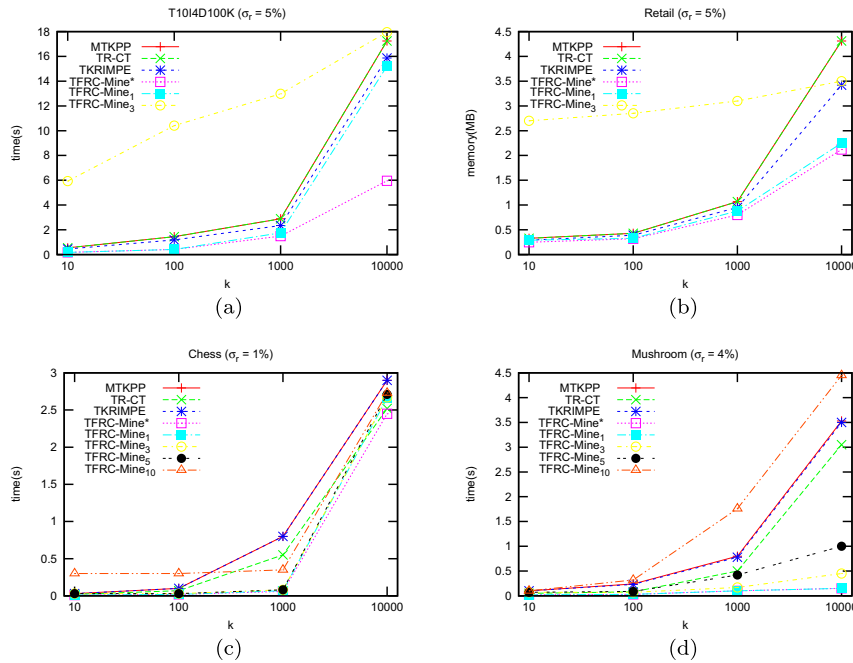 T10I4D100K (σr = 5%)
18
16
14
12
10
8
6
4
2
0
time(s)
MTKPP
TR-CT
TKRIMPE
TFRC-Mine*
TFRC-Mine1
TFRC-Mine3
10
100
1000
10000
k
(a)
Retail (σr = 5%)
4.5
4
3.5
3
2.5
2
1.5
1
0.5
0
memory(MB)
MTKPP
TR-CT
TKRIMPE
TFRC-Mine*
TFRC-Mine1
TFRC-Mine3
10
100
1000
10000
k
(b)
Chess (σr = 1%)
3
2.5
2
1.5
1
0.5
0
time(s)
MTKPP
TR-CT
TKRIMPE
TFRC-Mine*
TFRC-Mine1
TFRC-Mine3
TFRC-Mine5
TFRC-Mine10
10
100
1000
10000
k
(c)
Mushroom (σr = 4%)
4.5
4
3.5
3
2.5
2
1.5
1
0.5
0
time(s)
MTKPP
TR-CT
TKRIMPE
TFRC-Mine*
TFRC-Mine1
TFRC-Mine3
TFRC-Mine5
TFRC-Mine10
10
100
1000
10000
k
(d)